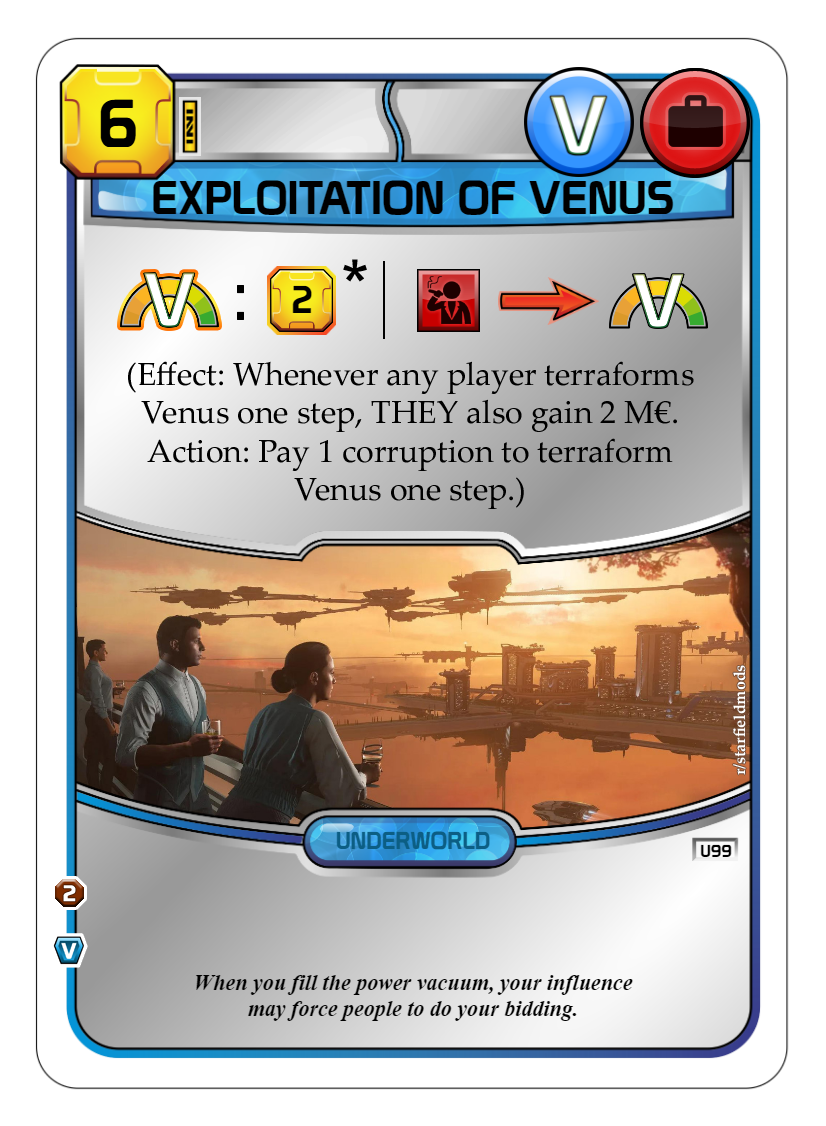 6
INI
V
EXPLOITATION OF VENUS
V : 2 * V
(Effect: Whenever any player terraforms
Venus one step, THEY also gain 2 M€.
Action: Pay 1 corruption to terraform
Venus one step.)
r/starfieldmods
UNDERWORLD
U99
2
V
When you fill the power vacuum, your influence
may force people to do your bidding.